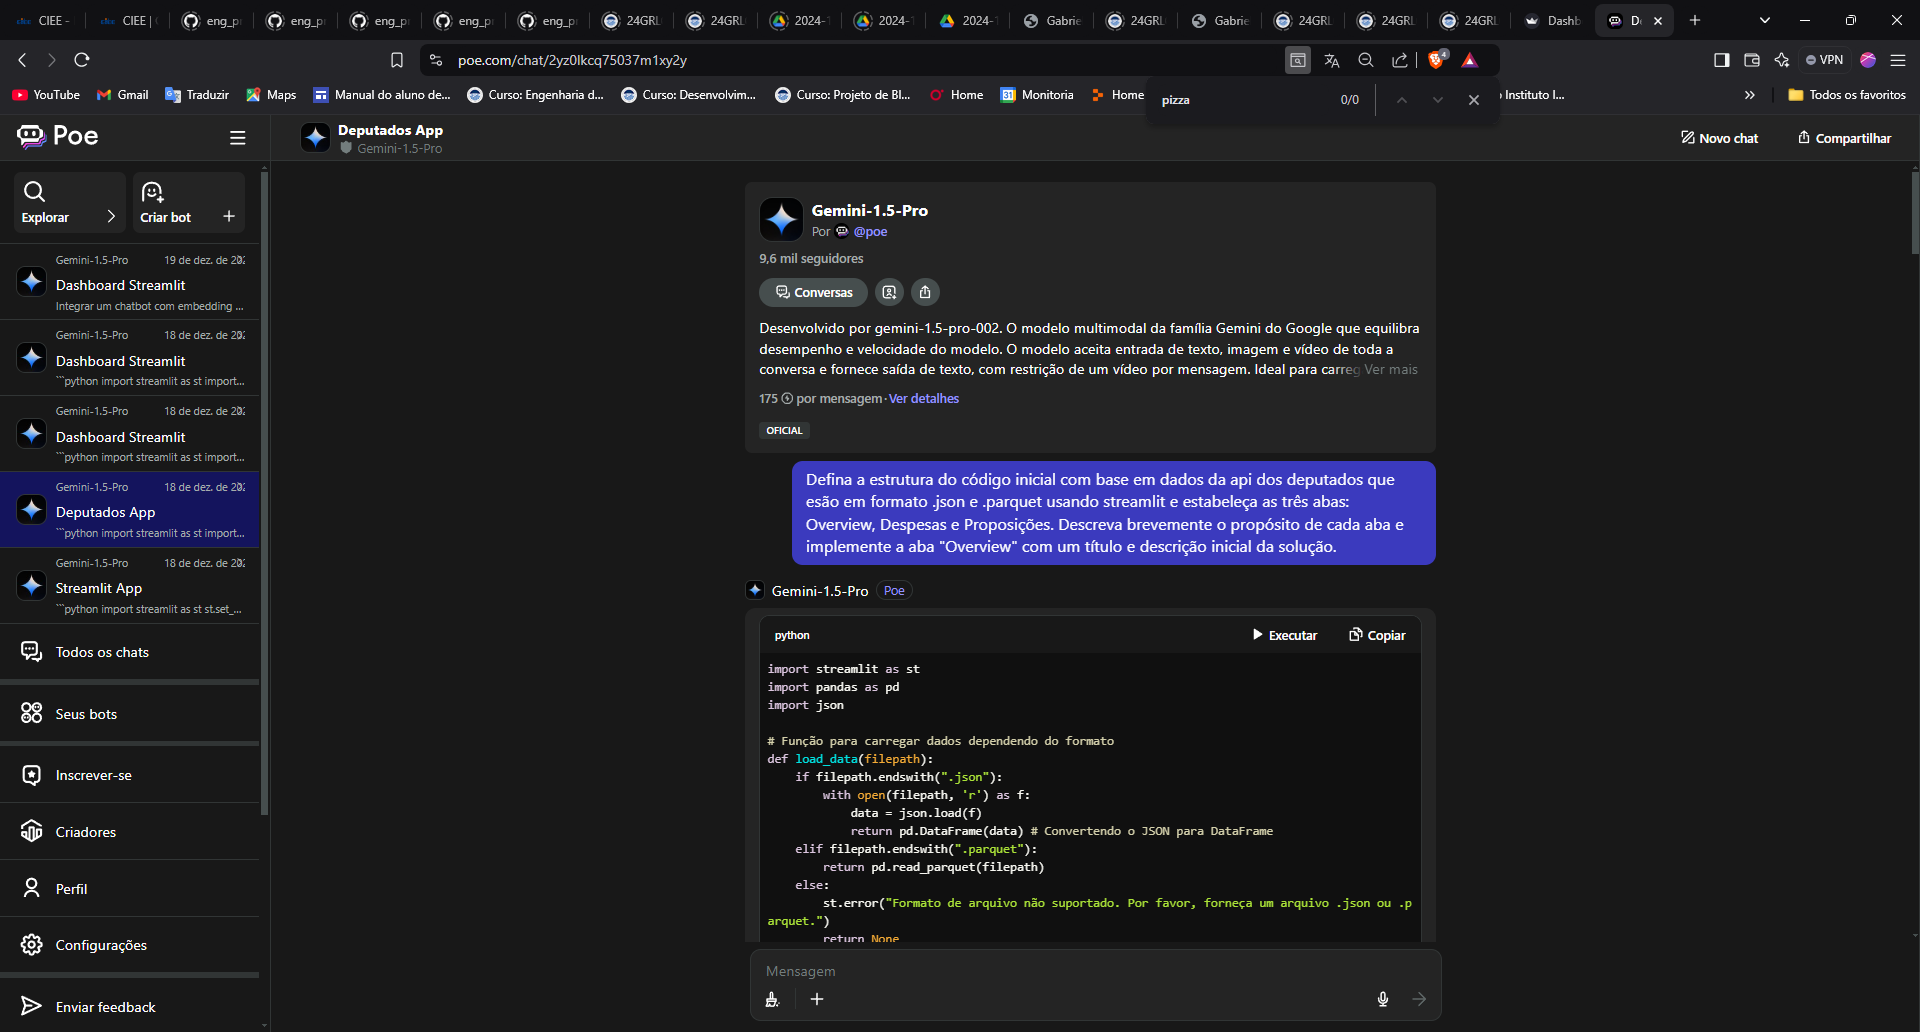 CIEE -
CIEE |
eng_p
eng_p
eng_p
eng_p
eng_p
24GRL
24GRL
2024-1
2024-1
2024-1
Gabrie
24GRL
Gabrie
24GRL
24GRL
24GRL
Dashb
D
poe.com/chat/2yz0lkcq75037m1xy2y
4
VPN
YouTube
Gmail
Traduzir
Maps
Manual do aluno de...
Curso: Engenharia d...
Curso: Desenvolvim...
Curso: Projeto de Bl...
Home
31
Monitoria
Home
Instituto I...
Todos os favoritos
pizza
0/0
Poe
Deputados App
Gemini-1.5-Pro
Novo chat
Compartilhar
Explorar
Criar bot
Gemini-1.5-Pro 19 de dez. de 202
Dashboard Streamlit
Integrar um chatbot com embedding ...
Gemini-1.5-Pro 18 de dez. de 202
Dashboard Streamlit
```python import streamlit as st import...
Gemini-1.5-Pro 18 de dez. de 202
Dashboard Streamlit
```python import streamlit as st import...
Gemini-1.5-Pro 18 de dez. de 202
Deputados App
```python import streamlit as st import...
Gemini-1.5-Pro 18 de dez. de 202
Streamlit App
```python import streamlit as st st.set_...
Todos os chats
Seus bots
Inscrever-se
Criadores
Perfil
Configurações
Enviar feedback
Gemini-1.5-Pro
Por @poe
9,6 mil seguidores
Conversas
Desenvolvido por gemini-1.5-pro-002. O modelo multimodal da família Gemini do Google que equilibra
desempenho e velocidade do modelo. O modelo aceita entrada de texto, imagem e vídeo de toda a
conversa e fornece saída de texto, com restrição de um vídeo por mensagem. Ideal para carreg Ver mais
175 por mensagem · Ver detalhes
OFICIAL
Defina a estrutura do código inicial com base em dados da api dos deputados que
esão em formato .json e .parquet usando streamlit e estabeleça as três abas:
Overview, Despesas e Proposições. Descreva brevemente o propósito de cada aba e
implemente a aba "Overview" com um título e descrição inicial da solução.
Gemini-1.5-Pro Poe
python
Executar
Copiar
import streamlit as st
import pandas as pd
import json
# Função para carregar dados dependendo do formato
def load_data(filepath):
if filepath.endswith(".json"):
with open(filepath, 'r') as f:
data = json.load(f)
return pd.DataFrame(data) # Convertendo o JSON para DataFrame
elif filepath.endswith(".parquet"):
return pd.read_parquet(filepath)
else:
st.error("Formato de arquivo não suportado. Por favor, forneça um arquivo .json ou .p
arquet.")
return None
Mensagem